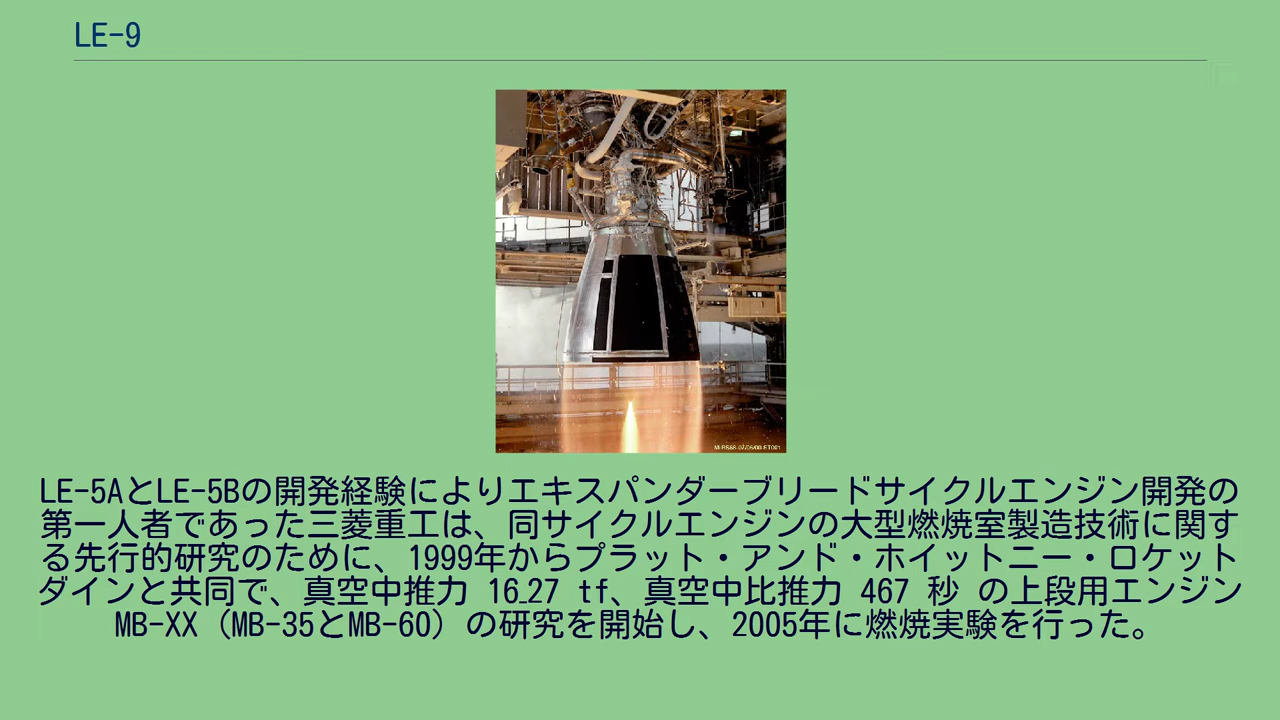 LE-9
LE-5AとLE-5Bの開発経験によりエキスパンダーブリードサイクルエンジン開発の
第一人者であった三菱重工は、同サイクルエンジンの大型燃焼室製造技術に関す
る先行的研究のために、1999年からプラット・アンド・ホイットニー・ロケット
ダインと共同で、真空中推力 16.27 tf、真空中比推力 467 秒 の上段用エンジン
MB-XX（MB-35とMB-60）の研究を開始し、2005年に燃焼実験を行った。